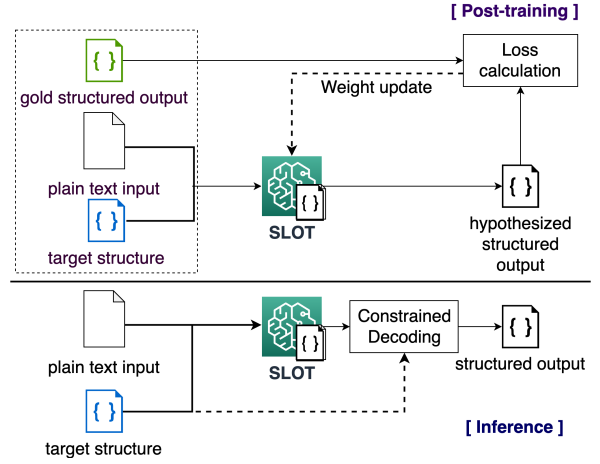 [ Post-training ]
{ }
gold structured output
Loss
calculation
Weight update
plain text input
{ }
SLOT
{ }
hypothesized
structured
output
{ }
target structure
plain text input
{ }
SLOT
Constrained
Decoding
{ }
structured output
{ }
target structure
[ Inference ]